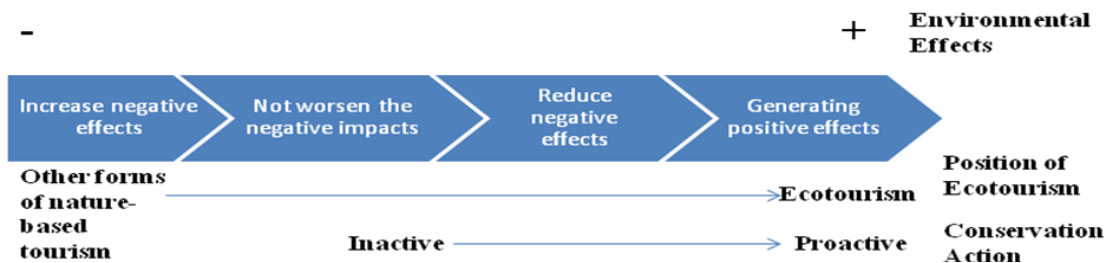 -
+
Environmental
Effects
Increase negative
effects
Not worsen the
negative impacts
Reduce
negative
effects
Generating
positive effects
Other forms
of nature-
based
tourism
Ecotourism
Position of
Ecotourism
Inactive
Proactive
Conservation
Action